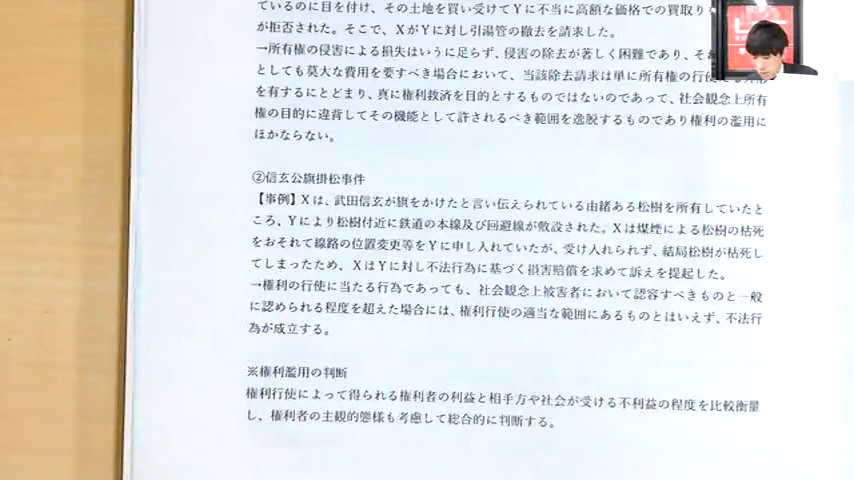 ているのに目を付け、その土地を買い受けてYに不当に高額な価格での買取り
が拒否された。そこで、XがYに対し引湯管の撤去を請求した。
→所有権の侵害による損失はいうに足らず、侵害の除去が著しく困難であり、
としても莫大な費用を要すべき場合において、当該除去請求は単に所有権の行使
を有するにとどまり、真に権利救済を目的とするものではないのであって、社会観念上所有
権の目的に違背してその機能として許されるべき範囲を逸脱するものであり権利の濫用に
ほかならない。
②信玄公旗掛松事件
【事例】Xは、武田信玄が旗をかけたと言い伝えられている由緒ある松樹を所有していたと
ころ、Yにより松樹付近に鉄道の本線及び回避線が敷設された。Xは煤煙による松樹の枯死
をおそれて線路の位置変更等をYに申し入れていたが、受け入れられず、結局松樹が枯死し
てしまったため、XはYに対し不法行為に基づく損害賠償を求めて訴えを提起した。
→権利の行使に当たる行為であっても、社会観念上被害者において認容すべきものと一般
に認められる程度を超えた場合には、権利行使の適当な範囲にあるものとはいえず、不法行
為が成立する。
※権利濫用の判断
権利行使によって得られる権利者の利益と相手方や社会が受ける不利益の程度を比較衡量
し、権利者の主観的態様も考慮して総合的に判断する。